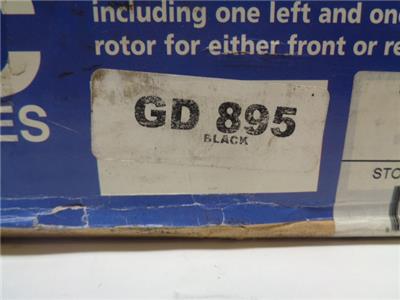 including one left and one
rotor for either front or re
C
ES
GD 895
BLACK
STO